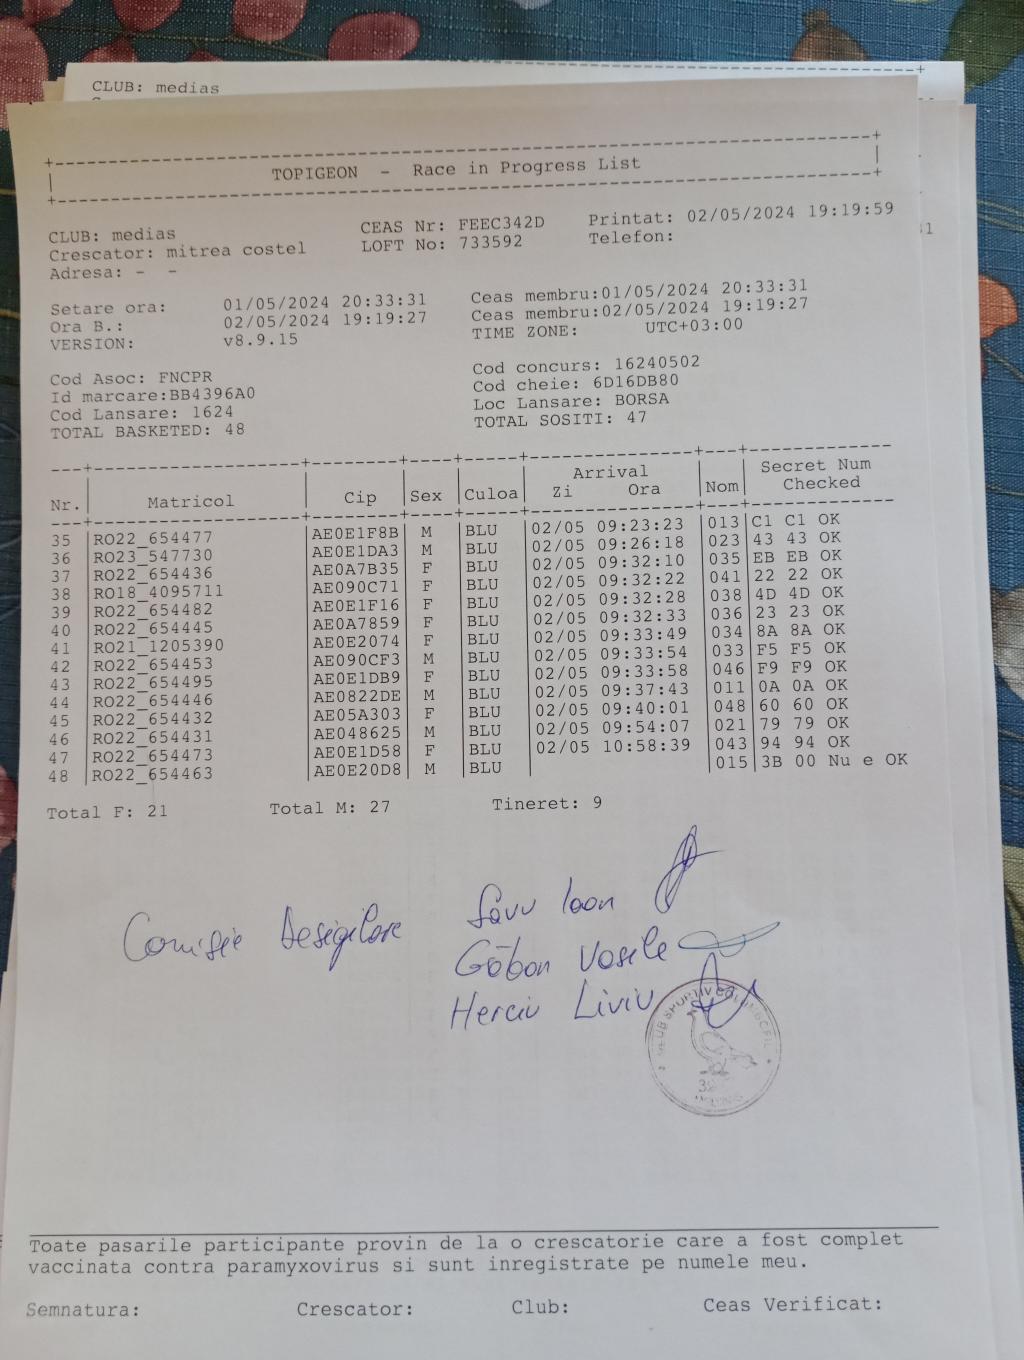 CLUB: medias
TOPIGEON - Race in Progress List
CLUB: medias CEAS Nr: FEEC342D Printat: 02/05/2024 19:19:59
Crescator: mitrea costel LOFT No: 733592 Telefon:
Adresa: - -
Setare ora: 01/05/2024 20:33:31 Ceas membru:01/05/2024 20:33:31
Ora B.: 02/05/2024 19:19:27 Ceas membru:02/05/2024 19:19:27
VERSION: v8.9.15 TIME ZONE: UTC+03:00
Cod Asoc: FNCPR Cod concurs: 16240502
Id marcare:BB4396A0 Cod cheie: 6D16DB80
Cod Lansare: 1624 Loc Lansare: BORSA
TOTAL BASKETED: 48 TOTAL SOSITI: 47
Arrival Secret Num
Nr. Matricol Cip Sex Culoa Zi Ora Nom Checked
35 RO22_654477 AE0E1F8B M BLU 02/05 09:23:23 013 C1 C1 OK
36 RO23_547730 AE0E1DA3 M BLU 02/05 09:26:18 023 43 43 OK
37 RO22_654436 AE0A7B35 F BLU 02/05 09:32:10 035 EB EB OK
38 RO18_4095711 AE090C71 F BLU 02/05 09:32:22 041 22 22 OK
39 RO22_654482 AE0E1F16 F BLU 02/05 09:32:28 038 4D 4D OK
40 RO22_654445 AE0A7859 F BLU 02/05 09:32:33 036 23 23 OK
41 RO21_1205390 AE0E2074 F BLU 02/05 09:33:49 034 8A 8A OK
42 RO22_654453 AE090CF3 M BLU 02/05 09:33:54 033 F5 F5 OK
43 RO22_654495 AE0E1DB9 F BLU 02/05 09:33:58 046 F9 F9 OK
44 RO22_654446 AE0822DE M BLU 02/05 09:37:43 011 0A 0A OK
45 RO22_654432 AE05A303 F BLU 02/05 09:40:01 048 60 60 OK
46 RO22_654431 AE048625 M BLU 02/05 09:54:07 021 79 79 OK
47 RO22_654473 AE0E1D58 F BLU 02/05 10:58:39 043 94 94 OK
48 RO22_654463 AE0E20D8 M BLU 015 3B 00 Nu e OK
Total F: 21 Total M: 27 Tineret: 9
Comisie Desigilare Savu Ioan
Găban Vasile
Herciu Liviu
Toate pasarile participante provin de la o crescatorie care a fost complet
vaccinata contra paramyxovirus si sunt inregistrate pe numele meu.
Semnatura: Crescator: Club: Ceas Verificat: